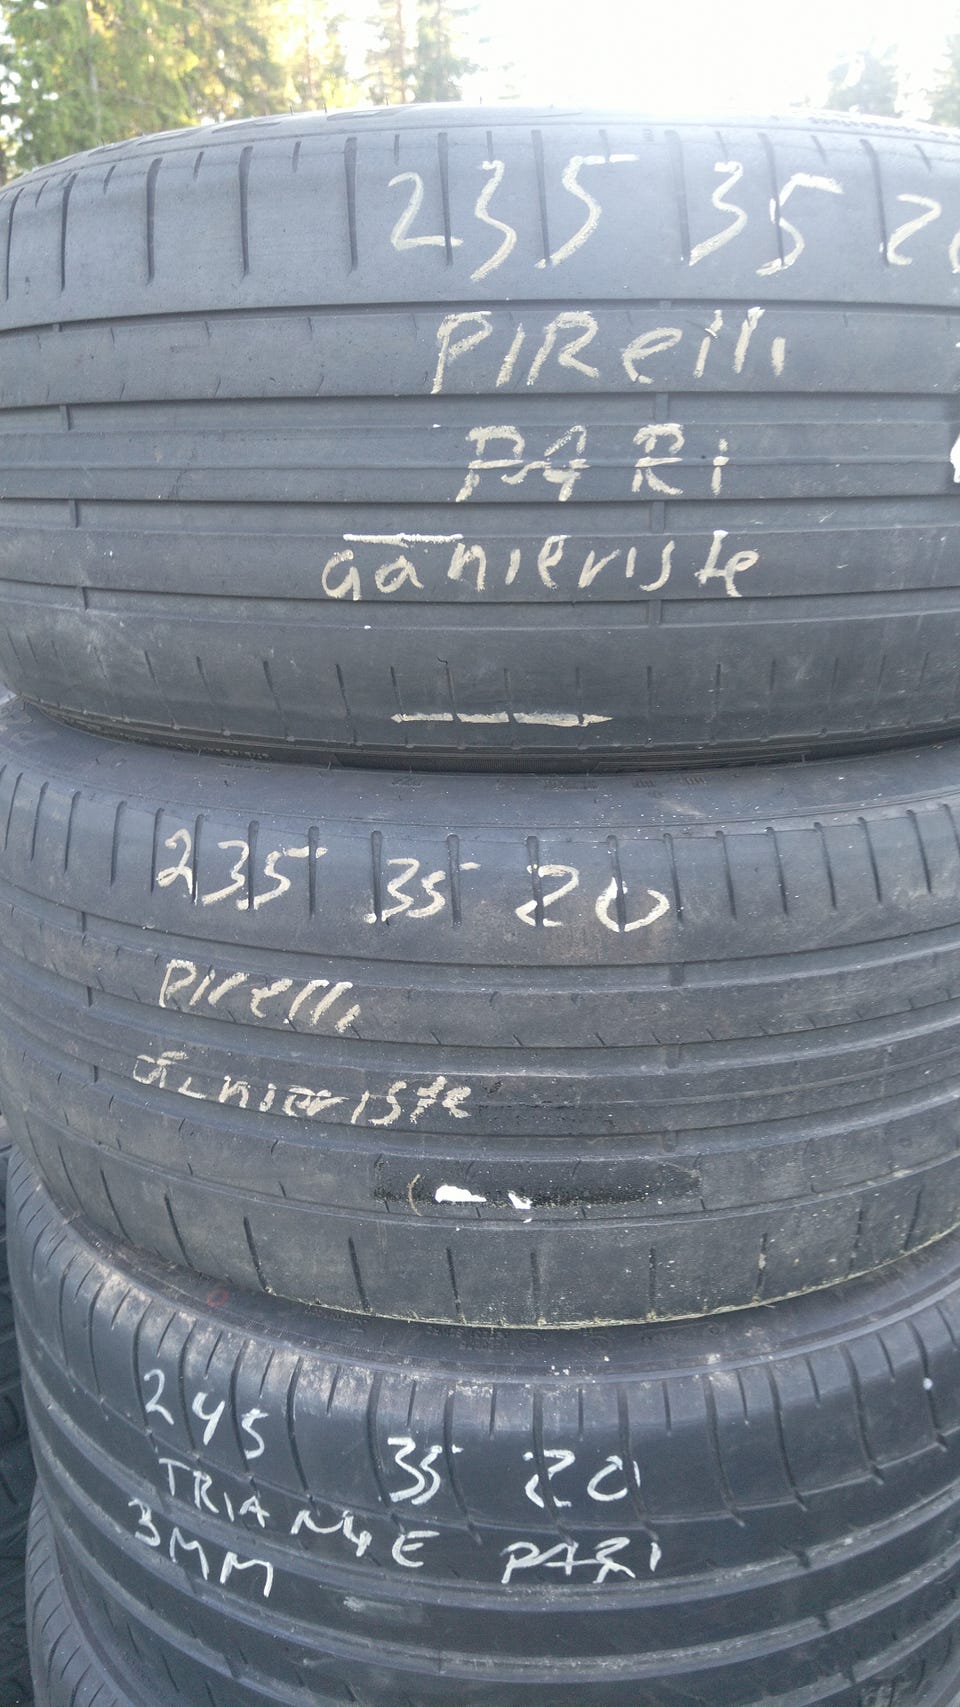 235 35 20
PIRelli
PARi
äänieriste
235 35 20
pirelli
äänieriste
245 35 20
TRIANGE PARI
3MM